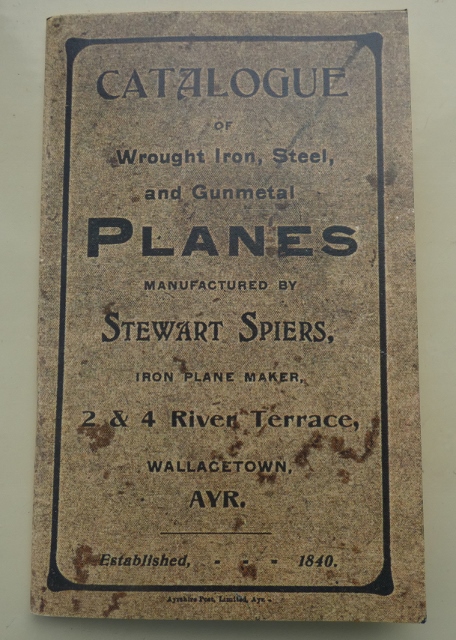 CATALOGUE
OF
Wrought Iron, Steel,
and Gunmetal
PLANES
MANUFACTURED BY
STEWART SPIERS,
IRON PLANE MAKER,
2 & 4 River Terrace,
WALLACETOWN,
AYR.
Established, - - - 1840.
Ayrshire Post, Limited, Ayr. -